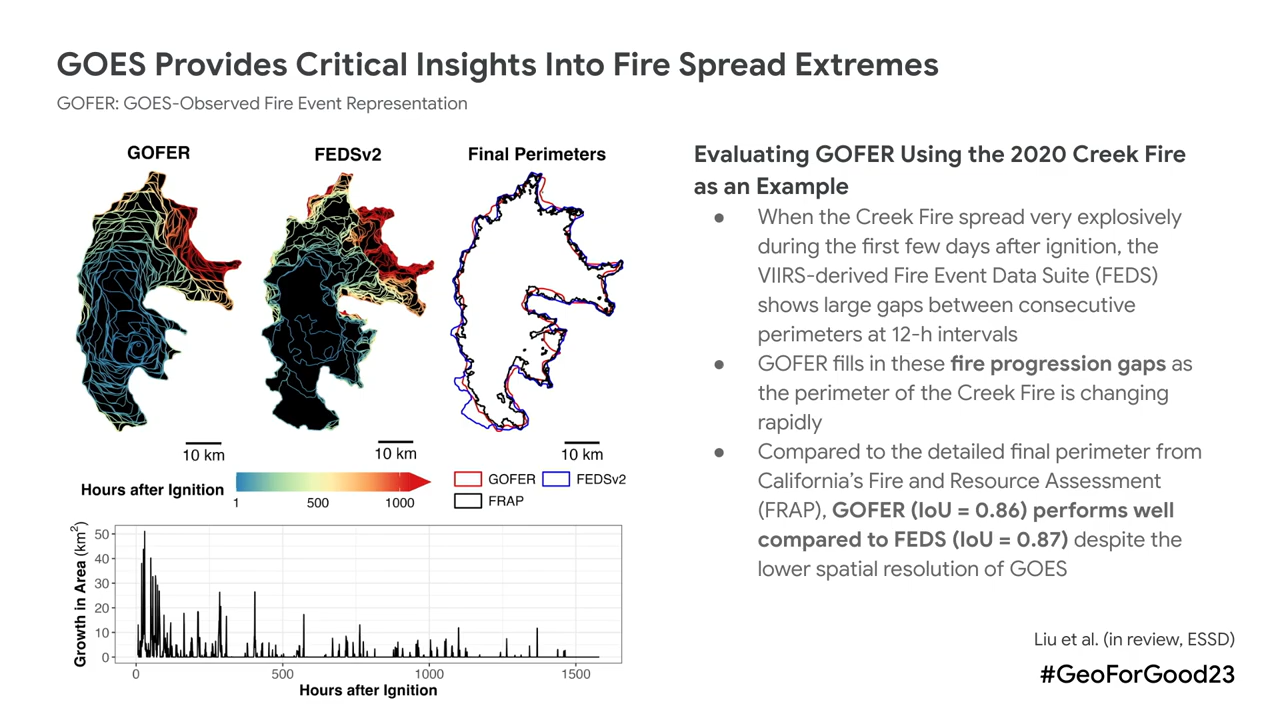 GOES Provides Critical Insights Into Fire Spread Extremes
GOFER: GOES-Observed Fire Event Representation
GOFER
FEDSv2
Final Perimeters
10 km
10 km
10 km
Hours after Ignition
1
500
1000
GOFER
FEDSv2
FRAP
Growth in Area (km²)
50
40
30
20
10
0
0
500
1000
1500
Hours after Ignition
Evaluating GOFER Using the 2020 Creek Fire
as an Example
● When the Creek Fire spread very explosively
during the first few days after ignition, the
VIIRS-derived Fire Event Data Suite (FEDS)
shows large gaps between consecutive
perimeters at 12-h intervals
● GOFER fills in these fire progression gaps as
the perimeter of the Creek Fire is changing
rapidly
● Compared to the detailed final perimeter from
California's Fire and Resource Assessment
(FRAP), GOFER (IoU = 0.86) performs well
compared to FEDS (IoU = 0.87) despite the
lower spatial resolution of GOES
Liu et al. (in review, ESSD)
#GeoForGood23